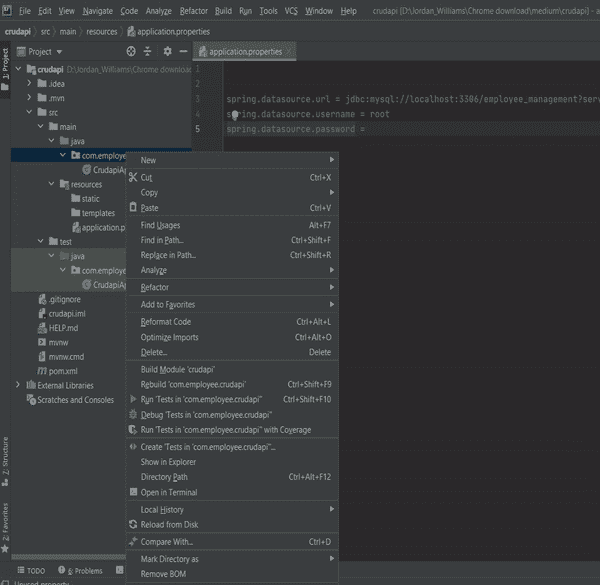 File Edit View Navigate Code Analyze Refactor Build Run Tools VCS Window Help crudapi [D:\Jordan_Williams\Chrome download\medium\crudapi] - a
crudapi src main resources application.properties
1: Project
Project
application.properties
crudapi D:\Jordan_Williams\Chrome download
.idea
.mvn
src
main
java
com.employe
CrudapiAp
resources
static
templates
application.p
test
java
com.employe
CrudapiAp
.gitignore
crudapi.iml
HELP.md
mvnw
mvnw.cmd
pom.xml
External Libraries
Scratches and Consoles
1
2
3 spring.datasource.url = jdbc:mysql://localhost:3306/employee_management?serv
4 spring.datasource.username = root
5 spring.datasource.password =
New
Cut Ctrl+X
Copy
Paste Ctrl+V
Find Usages Alt+F7
Find in Path... Ctrl+Shift+F
Replace in Path... Ctrl+Shift+R
Analyze
Refactor
Add to Favorites
Reformat Code Ctrl+Alt+L
Optimize Imports Ctrl+Alt+O
Delete... Delete
Build Module 'crudapi'
Rebuild 'com.employee.crudapi' Ctrl+Shift+F9
Run 'Tests in 'com.employee.crudapi'' Ctrl+Shift+F10
Debug 'Tests in 'com.employee.crudapi''
Run 'Tests in 'com.employee.crudapi'' with Coverage
Create 'Tests in 'com.employee.crudapi''...
Show in Explorer
Directory Path Ctrl+Alt+F12
Open in Terminal
Local History
Reload from Disk
Compare With... Ctrl+D
Mark Directory as
Remove BOM
Z: Structure
2: Favorites
TODO 6: Problems
Unused property